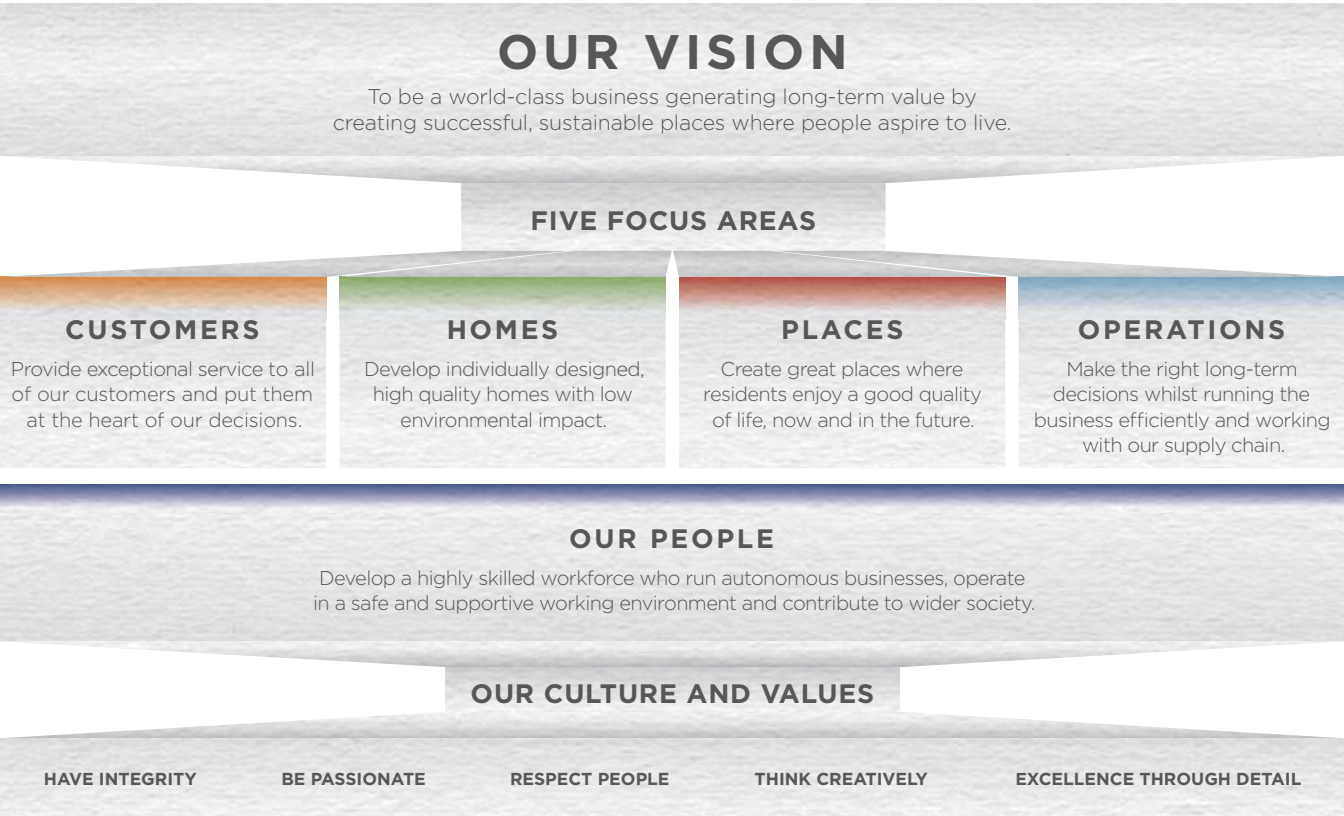 OUR VISION
To be a world-class business generating long-term value by
creating successful, sustainable places where people aspire to live.
FIVE FOCUS AREAS
CUSTOMERS
Provide exceptional service to all
of our customers and put them
at the heart of our decisions.
HOMES
Develop individually designed,
high quality homes with low
environmental impact.
PLACES
Create great places where
residents enjoy a good quality
of life, now and in the future.
OPERATIONS
Make the right long-term
decisions whilst running the
business efficiently and working
with our supply chain.
OUR PEOPLE
Develop a highly skilled workforce who run autonomous businesses, operate
in a safe and supportive working environment and contribute to wider society.
OUR CULTURE AND VALUES
HAVE INTEGRITY
BE PASSIONATE
RESPECT PEOPLE
THINK CREATIVELY
EXCELLENCE THROUGH DETAIL